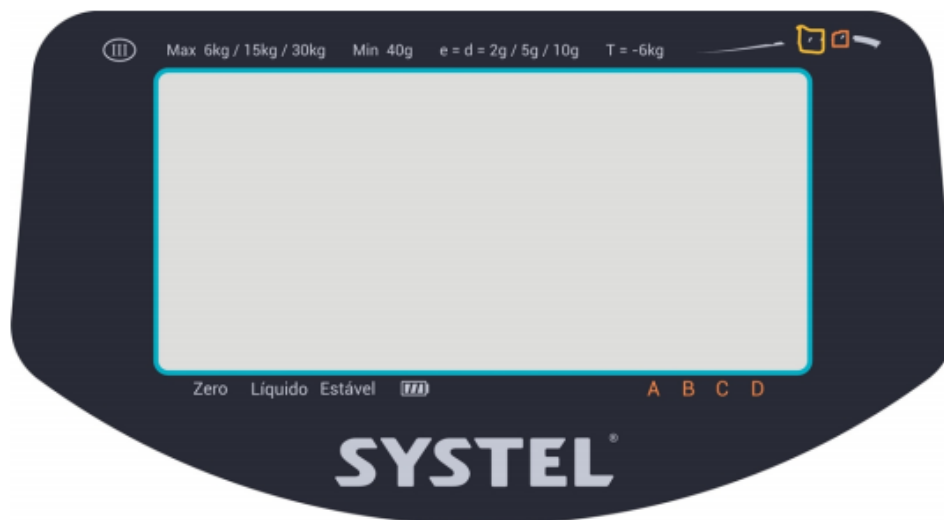 III Max 6kg / 15kg / 30kg Min 40g e = d = 2g / 5g / 10g T = -6kg
Zero Líquido Estável A B C D
SYSTEL®